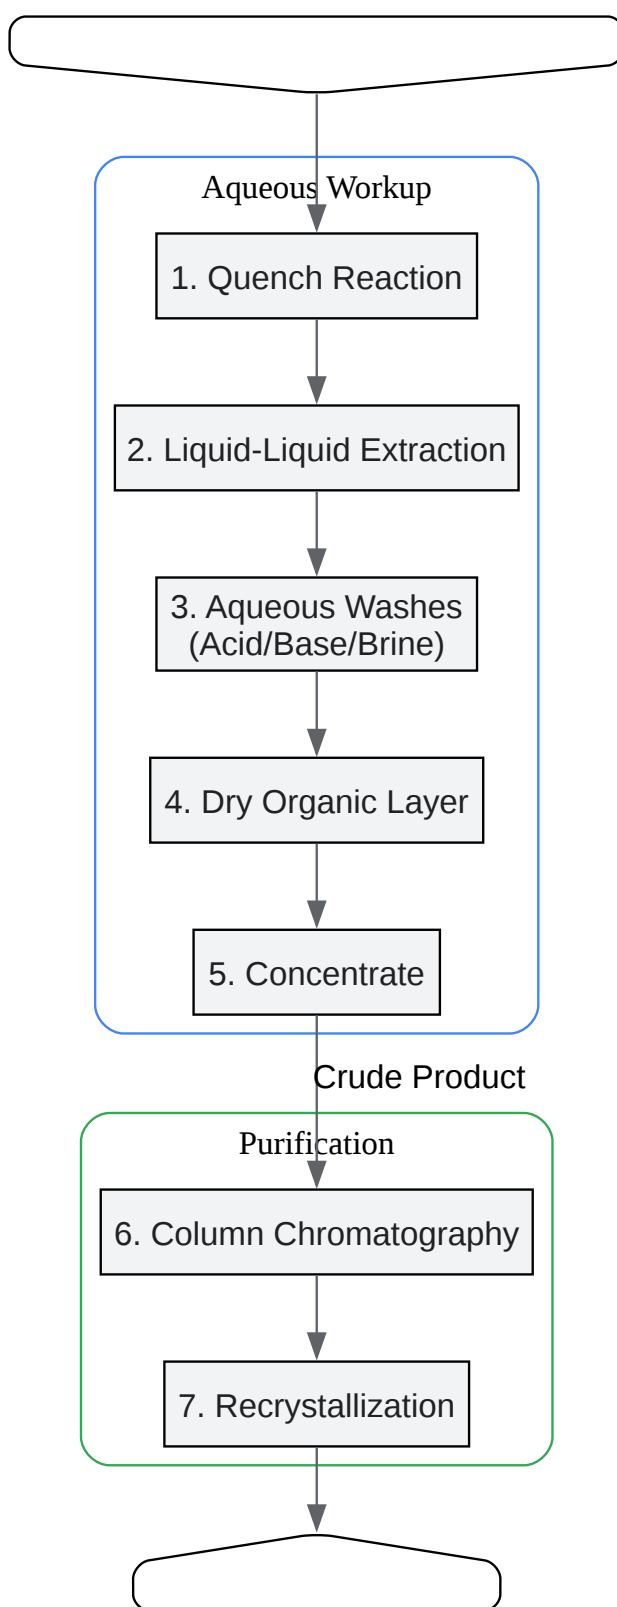 Aqueous Workup
1. Quench Reaction
2. Liquid-Liquid Extraction
3. Aqueous Washes
(Acid/Base/Brine)
4. Dry Organic Layer
5. Concentrate
Crude Product
Purification
6. Column Chromatography
7. Recrystallization